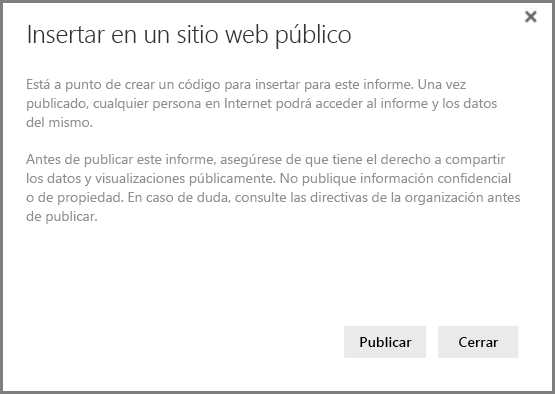 Insertar en un sitio web público
Está a punto de crear un código para insertar para este informe. Una vez
publicado, cualquier persona en Internet podrá acceder al informe y los datos
del mismo.
Antes de publicar este informe, asegúrese de que tiene el derecho a compartir
los datos y visualizaciones públicamente. No publique información confidencial
o de propiedad. En caso de duda, consulte las directivas de la organización antes
de publicar.
Publicar Cerrar